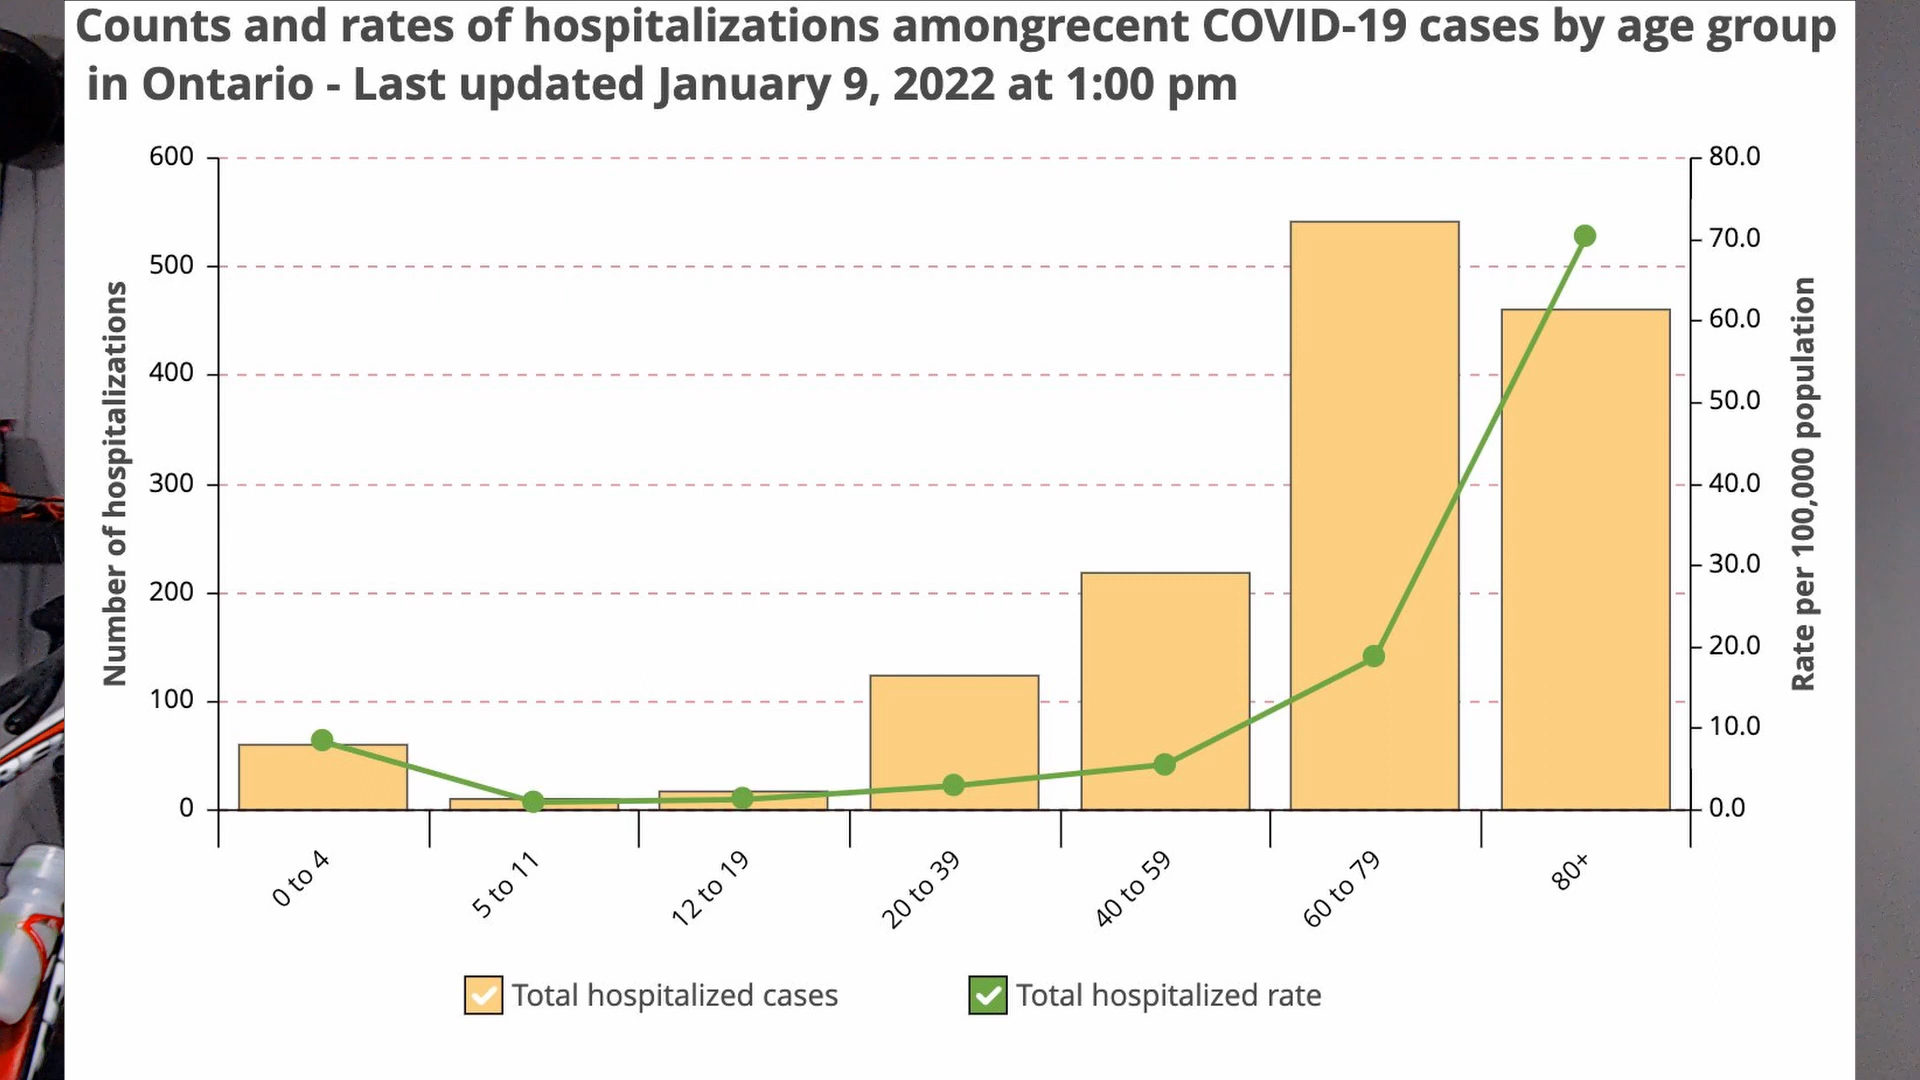 Counts and rates of hospitalizations amongrecent COVID-19 cases by age group
in Ontario - Last updated January 9, 2022 at 1:00 pm
600
500
400
300
200
100
0
Number of hospitalizations
80.0
70.0
60.0
50.0
40.0
30.0
20.0
10.0
0.0
Rate per 100,000 population
0 to 4
5 to 11
12 to 19
20 to 39
40 to 59
60 to 79
80+
Total hospitalized cases
Total hospitalized rate